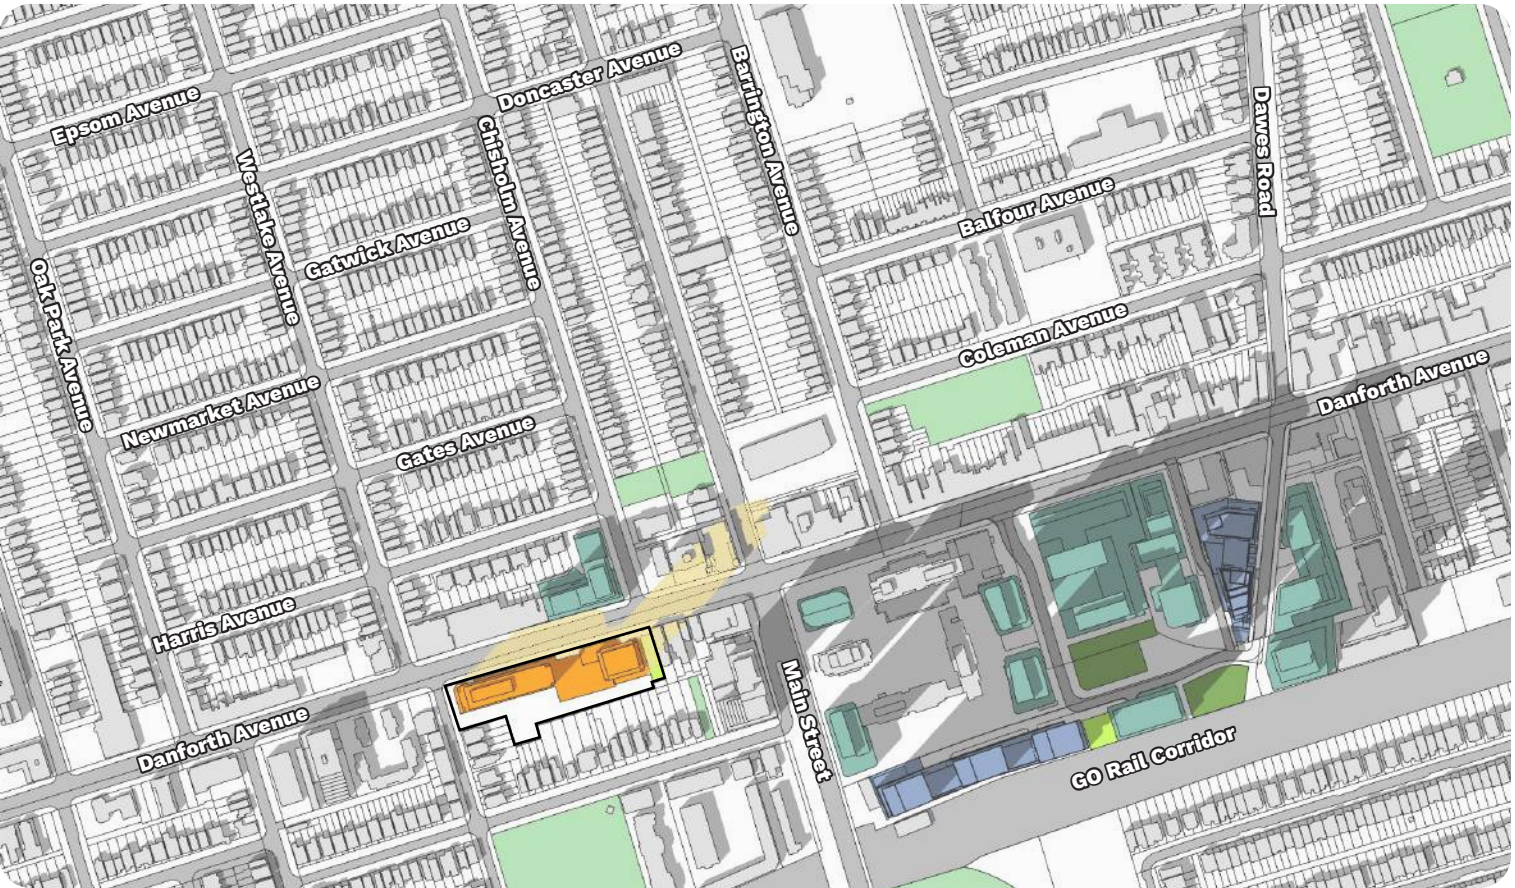 Epsom Avenue
Doncaster Avenue
Barrington Avenue
Dawes Road
Westlake Avenue
Chisholm Avenue
Gatwick Avenue
Balfour Avenue
Oak Park Avenue
Coleman Avenue
Newmarket Avenue
Danforth Avenue
Gates Avenue
Harris Avenue
Danforth Avenue
Main Street
GO Rail Corridor